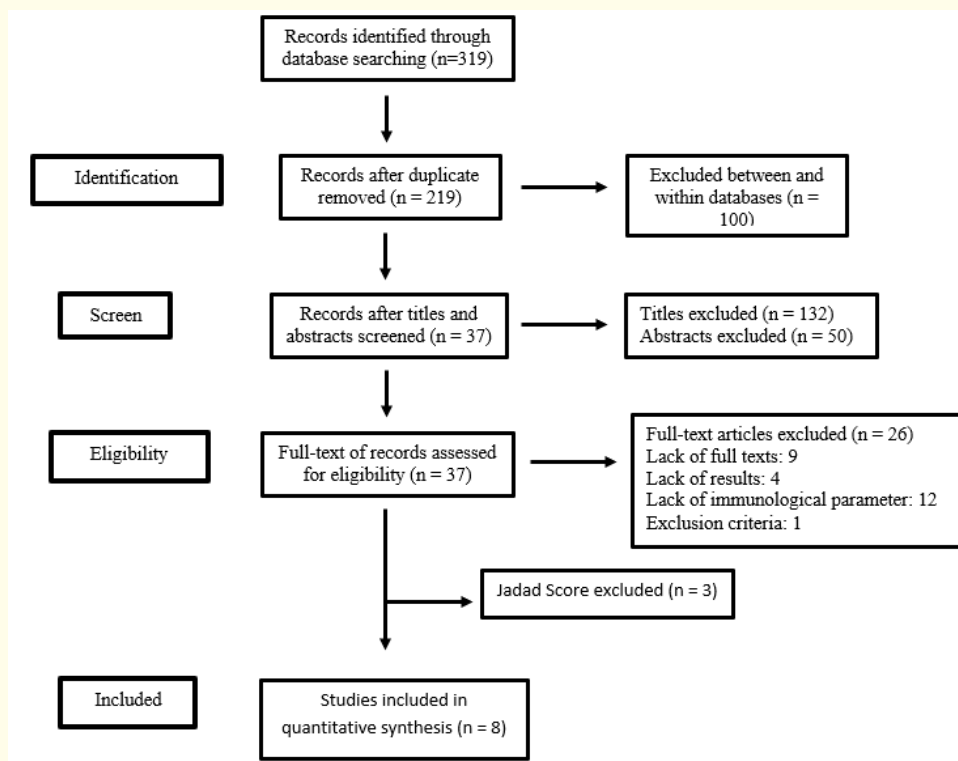 Records identified through
database searching (n=319)
Identification
Records after duplicate
removed (n = 219)
Excluded between and
within databases (n =
100)
Screen
Records after titles and
abstracts screened (n = 37)
Titles excluded (n = 132)
Abstracts excluded (n = 50)
Eligibility
Full-text of records assessed
for eligibility (n = 37)
Full-text articles excluded (n = 26)
Lack of full texts: 9
Lack of results: 4
Lack of immunological parameter: 12
Exclusion criteria: 1
Jadad Score excluded (n = 3)
Included
Studies included in
quantitative synthesis (n = 8)